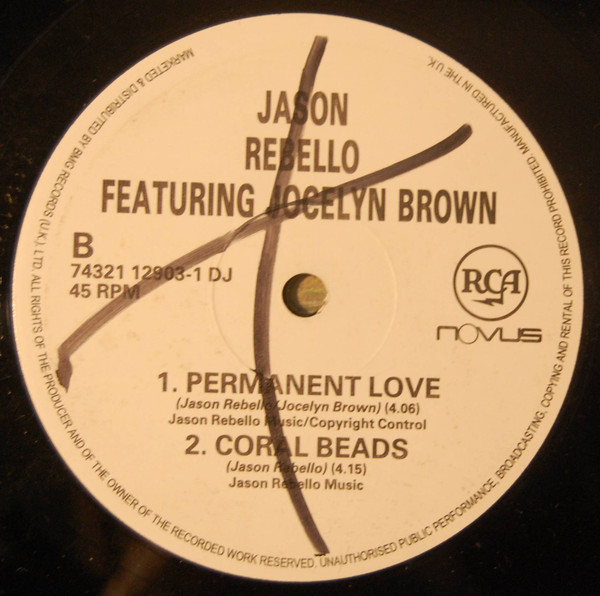 JASON
REBELLO
FEATURING JOCELYN BROWN
B
74321 12903-1 DJ
45 RPM
RCA
NOVUS
1. PERMANENT LOVE
(Jason Rebello/Jocelyn Brown) (4.06)
Jason Rebello Music/Copyright Control
2. CORAL BEADS
(Jason Rebello) (4.15)
Jason Rebello Music
MARKETED & DISTRIBUTED BY BMG RECORDS (UK). LTD. ALL RIGHTS OF THE PRODUCER AND OF THE OWNER OF THE RECORDED WORK RESERVED. UNAUTHORISED PUBLIC PERFORMANCE, BROADCASTING, COPYING AND RENTAL OF THIS RECORD PROHIBITED. MANUFACTURED IN THE U.K.